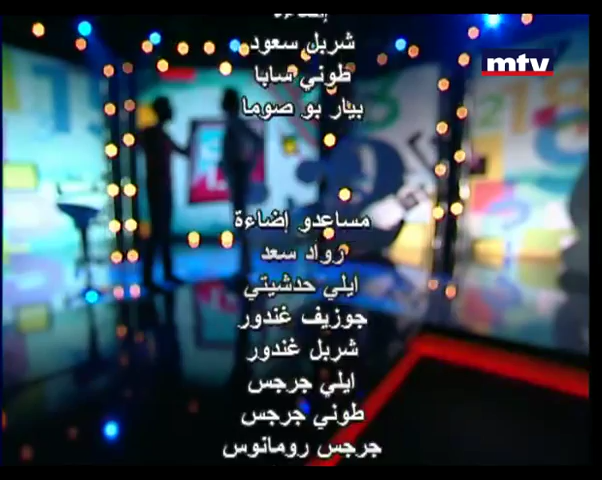 إضاءة
شربل سعود
طوني سابا
بيار بو صوما
مساعدو إضاءة
رواد سعد
ايلي حدشيتي
جوزيف غندور
شربل غندور
ايلي جرجس
طوني جرجس
جرجس رومانوس
mtv